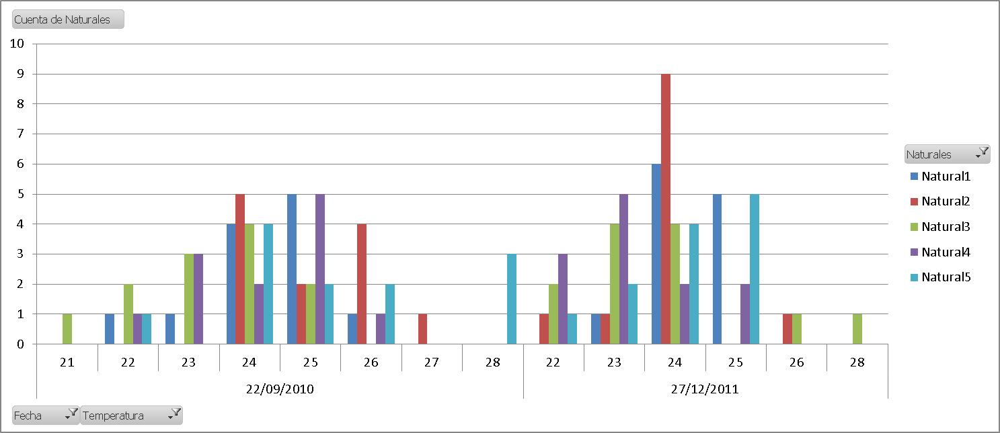 Cuenta de Naturales
10
9
8
7
6
5
4
3
2
1
0
21 22 23 24 25 26 27 28 22 23 24 25 26 28
22/09/2010 27/12/2011
Naturales
Natural1
Natural2
Natural3
Natural4
Natural5
Fecha Temperatura